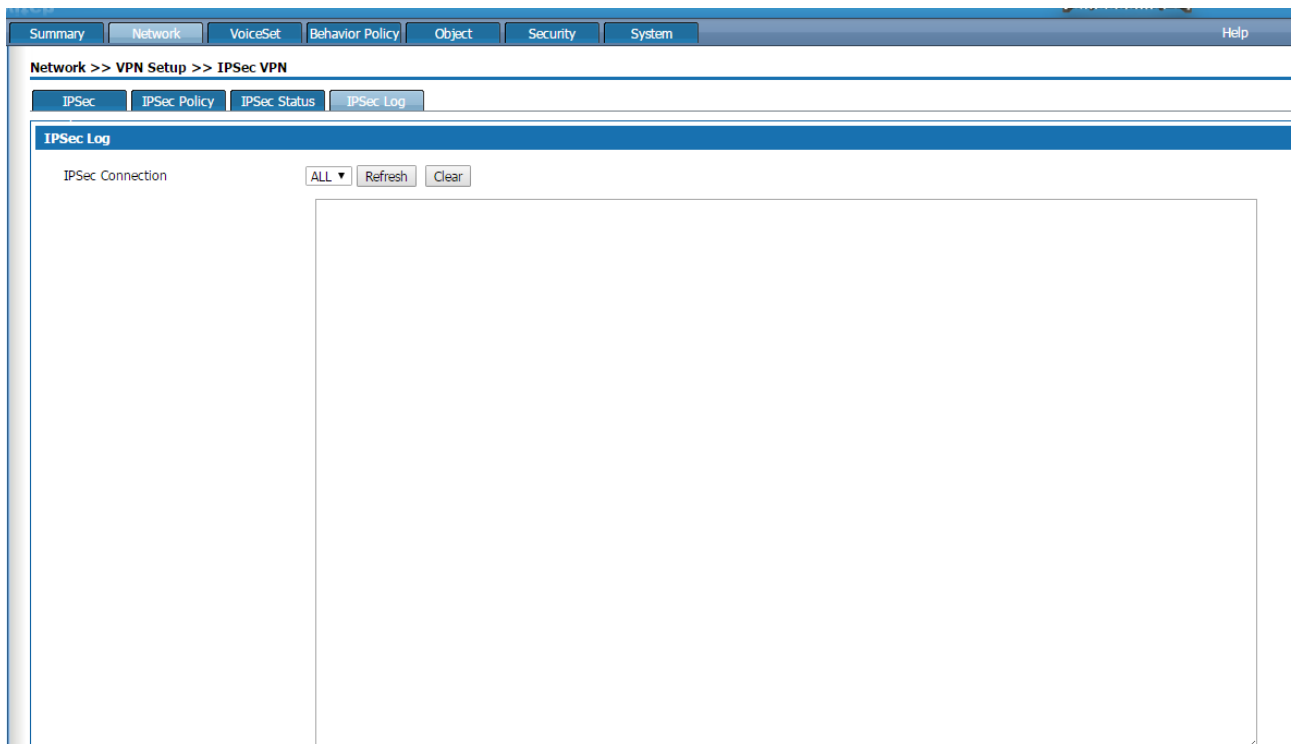 Summary Network VoiceSet Behavior Policy Object Security System Help
Network >> VPN Setup >> IPSec VPN
IPSec IPSec Policy IPSec Status IPSec Log
IPSec Log
IPSec Connection ALL Refresh Clear